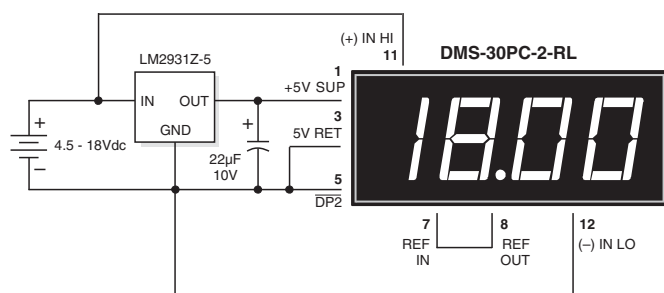 (+) IN HI
11
DMS-30PC-2-RL
LM2931Z-5
1
+5V SUP
IN OUT
GND
3
5V RET
+
4.5 - 18Vdc
–
+
22µF
10V
5
DP2
18.00
7
REF
IN
8
REF
OUT
12
(–) IN LO